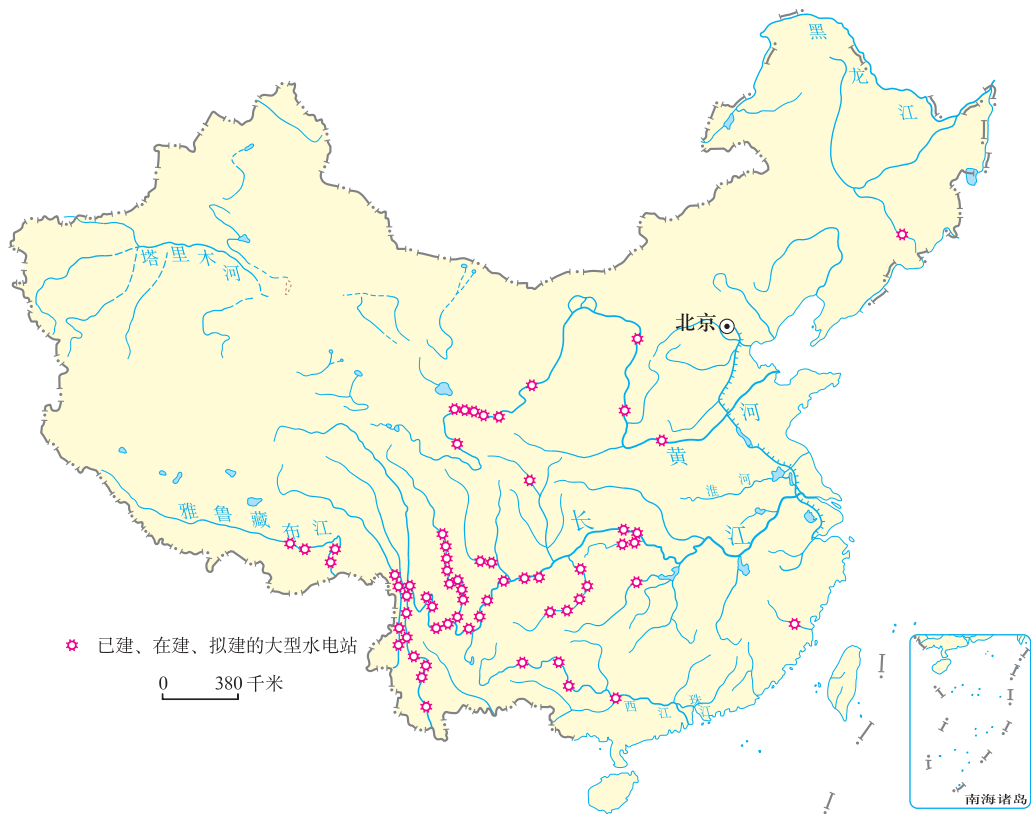 黑龙江
塔里木河
北京
河
黄
淮河
雅鲁藏布江
长江
已建、在建、拟建的大型水电站
0 380 千米
珠江
西江
南海诸岛